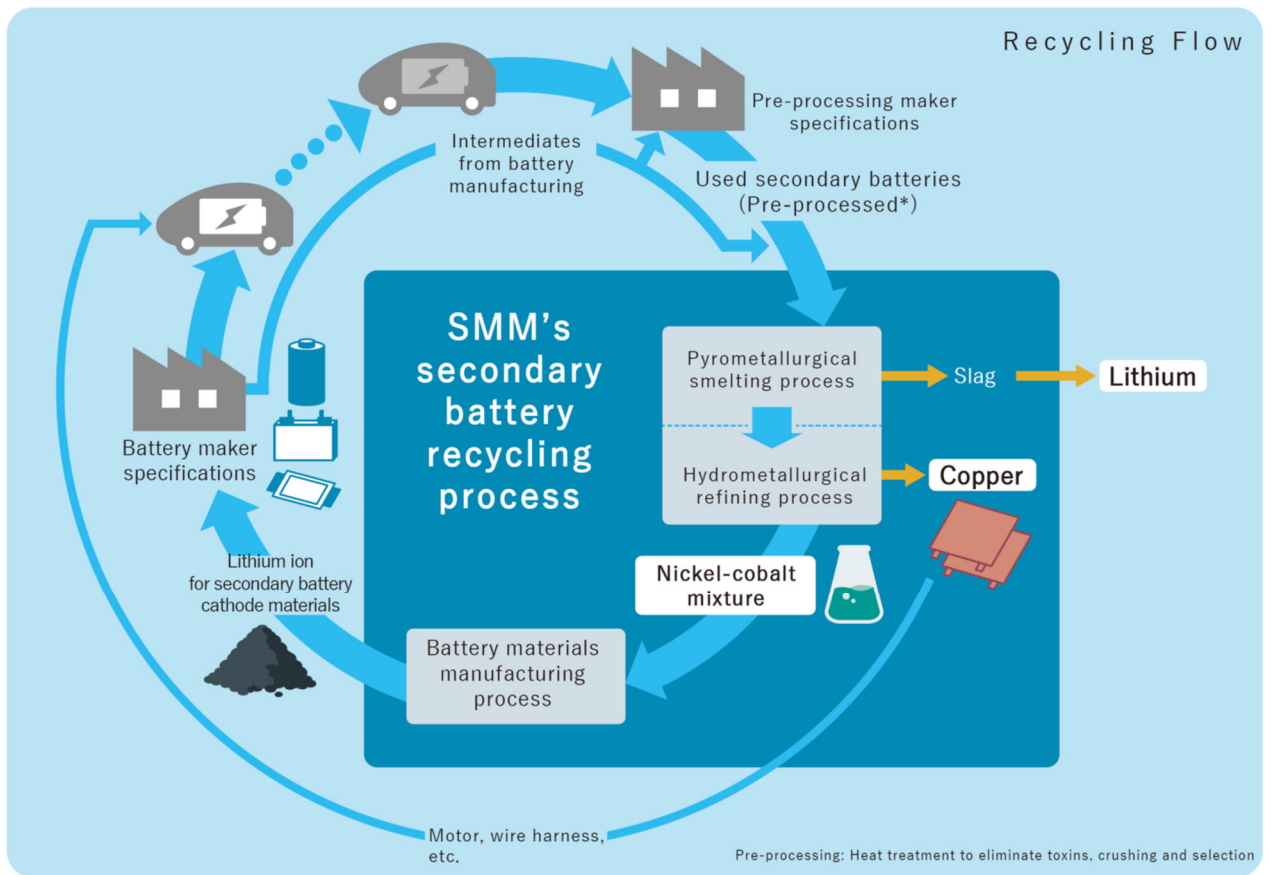 Recycling Flow
Pre-processing maker
specifications
Intermediates
from battery
manufacturing
Used secondary batteries
(Pre-processed*)
SMM's
secondary
battery
recycling
process
Pyrometallurgical
smelting process
Slag
Lithium
Hydrometallurgical
refining process
Copper
Battery maker
specifications
Nickel-cobalt
mixture
Lithium ion
for secondary battery
cathode materials
Battery materials
manufacturing
process
Motor, wire harness,
etc.
Pre-processing: Heat treatment to eliminate toxins, crushing and selection